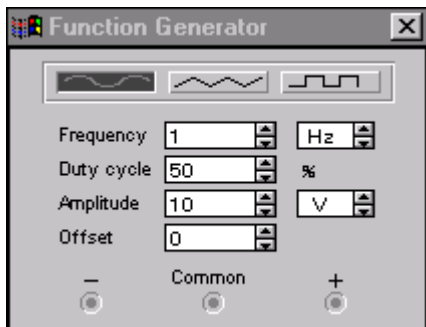 Function Generator
Frequency 1 Hz
Duty cycle 50 %
Amplitude 10 V
Offset 0
− Common +